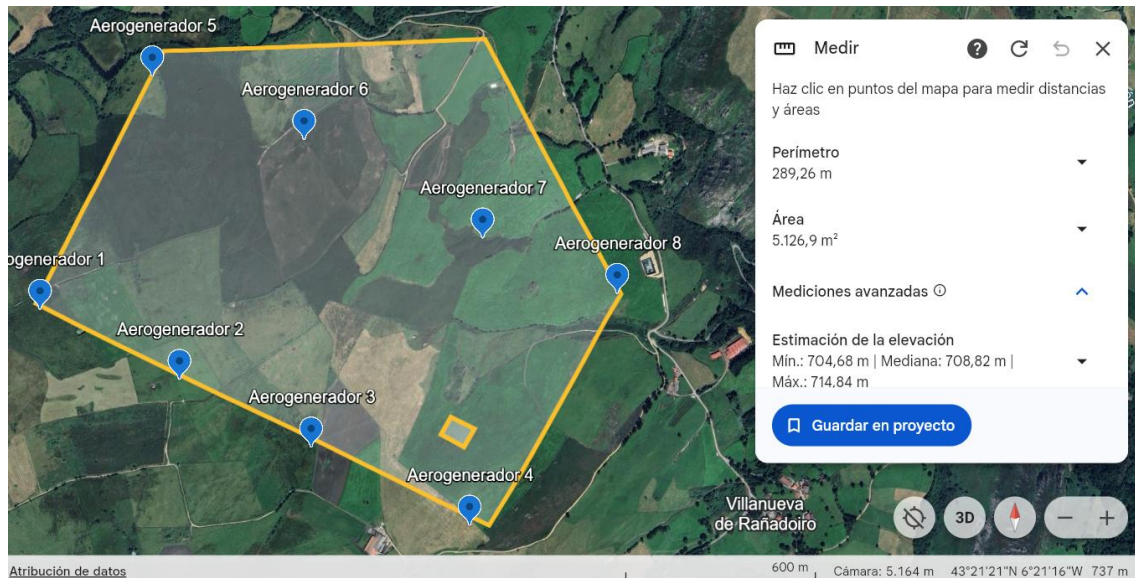 Aerogenerador 5
Aerogenerador 6
Aerogenerador 7
Aerogenerador 8
ogenerador 1
Aerogenerador 2
Aerogenerador 3
Aerogenerador 4
Villanueva
de Rañadoiro
Medir
Haz clic en puntos del mapa para medir distancias
y áreas
Perímetro
289,26 m
Área
5.126,9 m²
Mediciones avanzadas
Estimación de la elevación
Mín.: 704,68 m | Mediana: 708,82 m |
Máx.: 714,84 m
Guardar en proyecto
3D
Atribución de datos
600 m
Cámara: 5.164 m 43°21'21"N 6°21'16"W 737 m